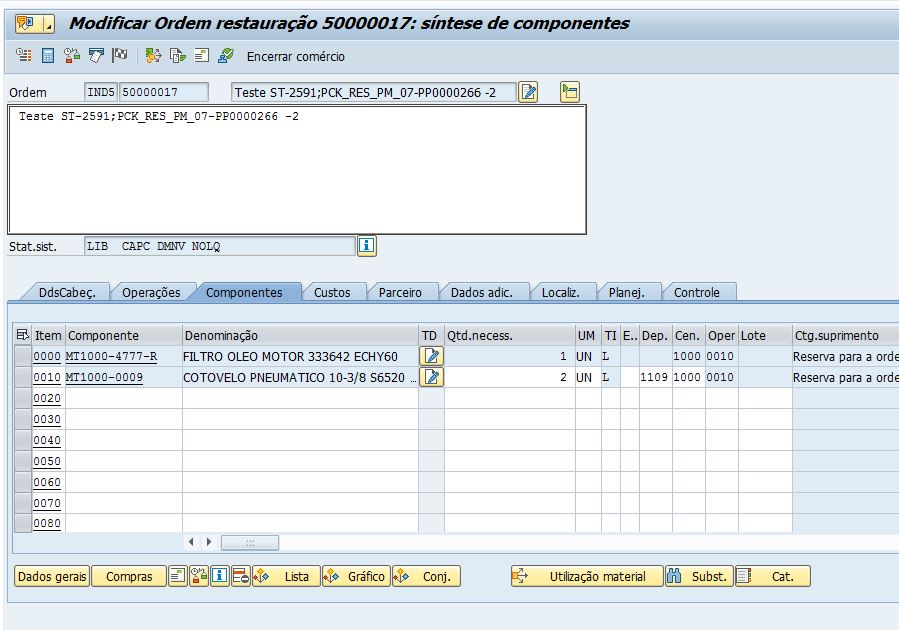 Modificar Ordem restauração 50000017: síntese de componentes
Encerrar comércio
Ordem IND5 50000017 Teste ST-2591;PCK_RES_PM_07-PP0000266 -2
Teste ST-2591;PCK_RES_PM_07-PP0000266 -2
Stat.sist. LIB CAPC DMNV NOLQ
DdsCabeç. Operações Componentes Custos Parceiro Dados adic. Localiz. Planej. Controle
Item Componente Denominação TD Qtd.necess. UM TI E.. Dep. Cen. Oper Lote Ctg.suprimento
0000 MT1000-4777-R FILTRO OLEO MOTOR 333642 ECHY60 1 UN L 1000 0010 Reserva para a orde
0010 MT1000-0009 COTOVELO PNEUMATICO 10-3/8 S6520 ... 2 UN L 1109 1000 0010 Reserva para a orde
0020
0030
0040
0050
0060
0070
0080
Dados gerais Compras Lista Gráfico Conj. Utilização material Subst. Cat.